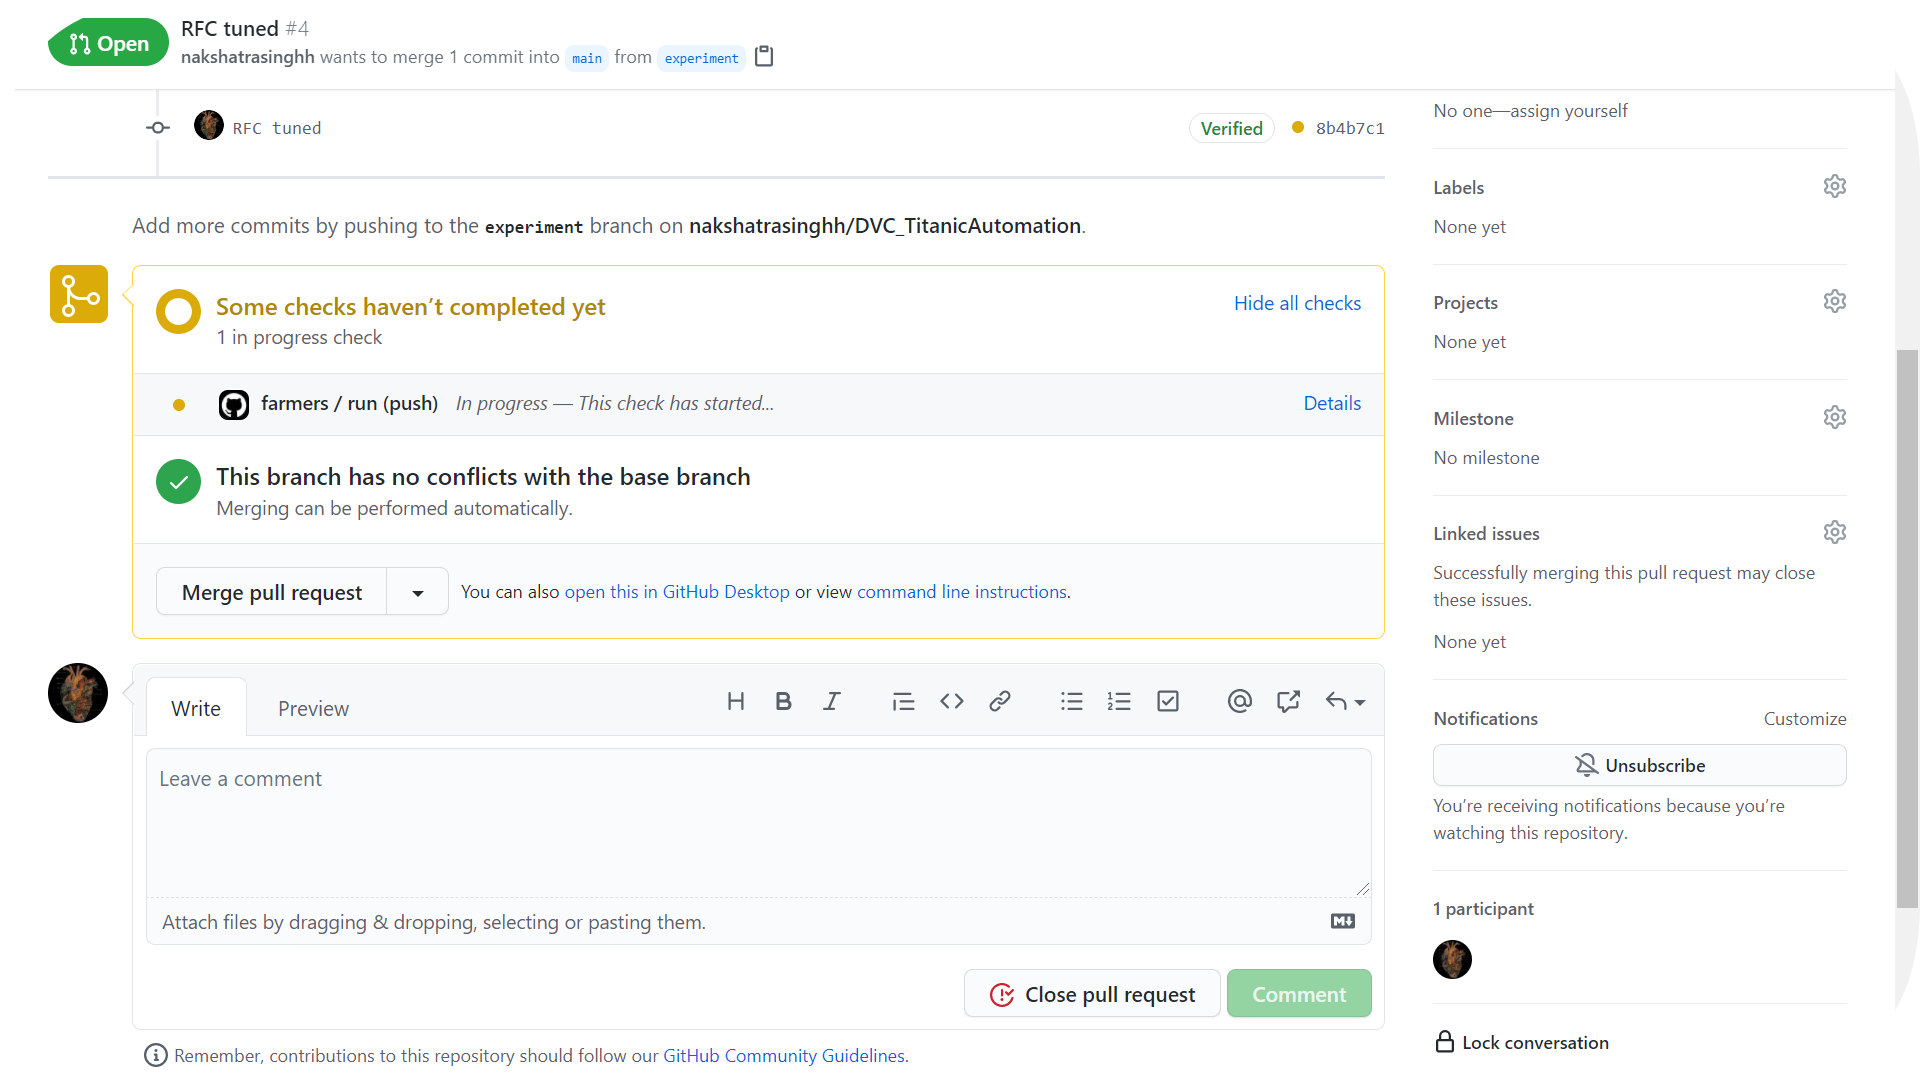 Open
RFC tuned #4
nakshatrasinghh wants to merge 1 commit into main from experiment
RFC tuned
Verified
8b4b7c1
Add more commits by pushing to the experiment branch on nakshatrasinghh/DVC_TitanicAutomation.
Some checks haven’t completed yet
Hide all checks
1 in progress check
farmers / run (push) In progress — This check has started...
Details
This branch has no conflicts with the base branch
Merging can be performed automatically.
Merge pull request
You can also open this in GitHub Desktop or view command line instructions.
Write
Preview
Leave a comment
Attach files by dragging & dropping, selecting or pasting them.
Close pull request
Comment
Remember, contributions to this repository should follow our GitHub Community Guidelines.
No one—assign yourself
Labels
None yet
Projects
None yet
Milestone
No milestone
Linked issues
Successfully merging this pull request may close
these issues.
None yet
Notifications
Customize
Unsubscribe
You’re receiving notifications because you’re
watching this repository.
1 participant
Lock conversation